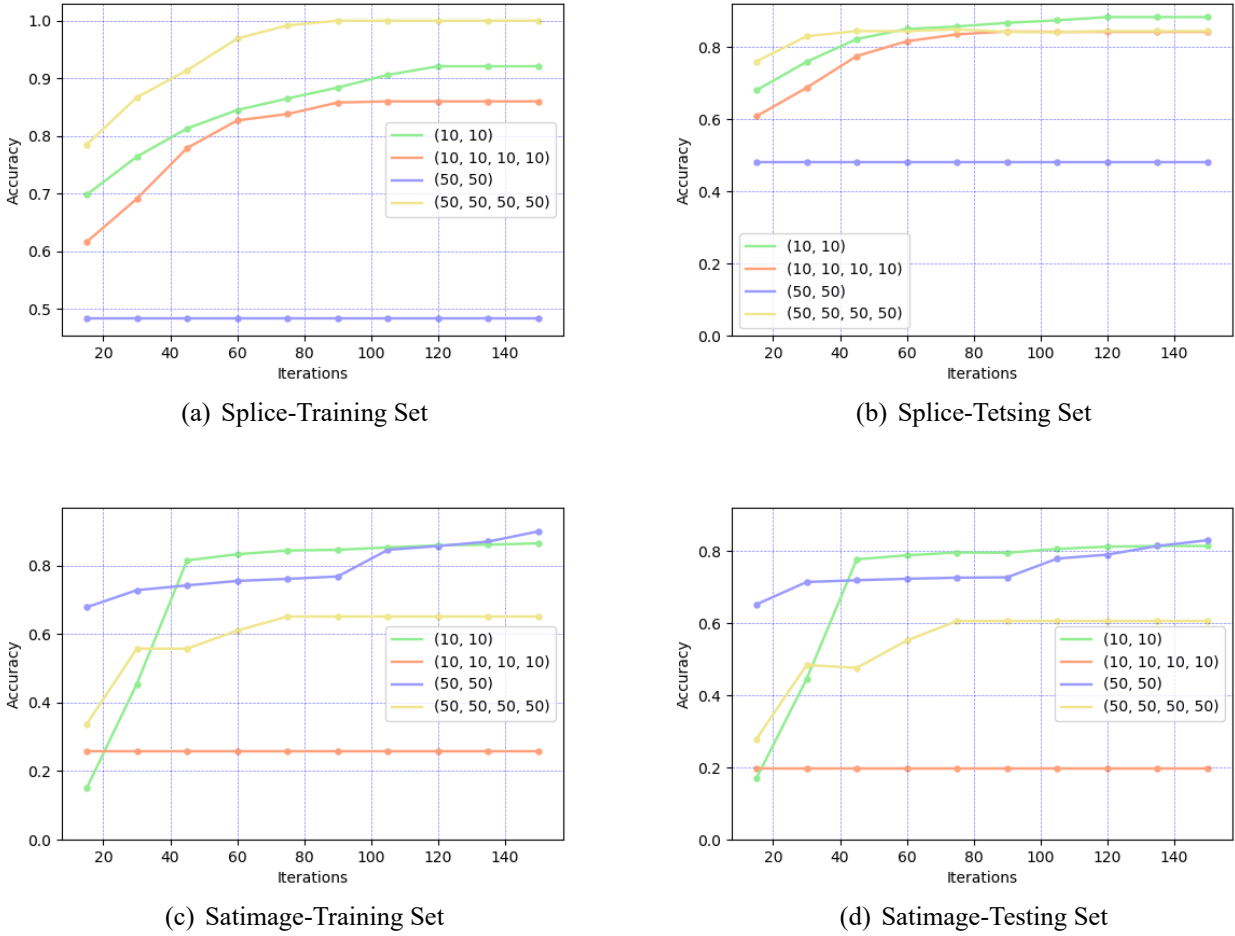 1.0
0.9
0.8
0.7
0.6
0.5
Accuracy
20 40 60 80 100 120 140
Iterations
(10, 10)
(10, 10, 10, 10)
(50, 50)
(50, 50, 50, 50)
(a) Splice-Training Set
0.8
0.6
0.4
0.2
0.0
Accuracy
20 40 60 80 100 120 140
Iterations
(10, 10)
(10, 10, 10, 10)
(50, 50)
(50, 50, 50, 50)
(b) Splice-Tetsing Set
0.8
0.6
0.4
0.2
0.0
Accuracy
20 40 60 80 100 120 140
Iterations
(10, 10)
(10, 10, 10, 10)
(50, 50)
(50, 50, 50, 50)
(c) Satimage-Training Set
0.8
0.6
0.4
0.2
0.0
Accuracy
20 40 60 80 100 120 140
Iterations
(10, 10)
(10, 10, 10, 10)
(50, 50)
(50, 50, 50, 50)
(d) Satimage-Testing Set